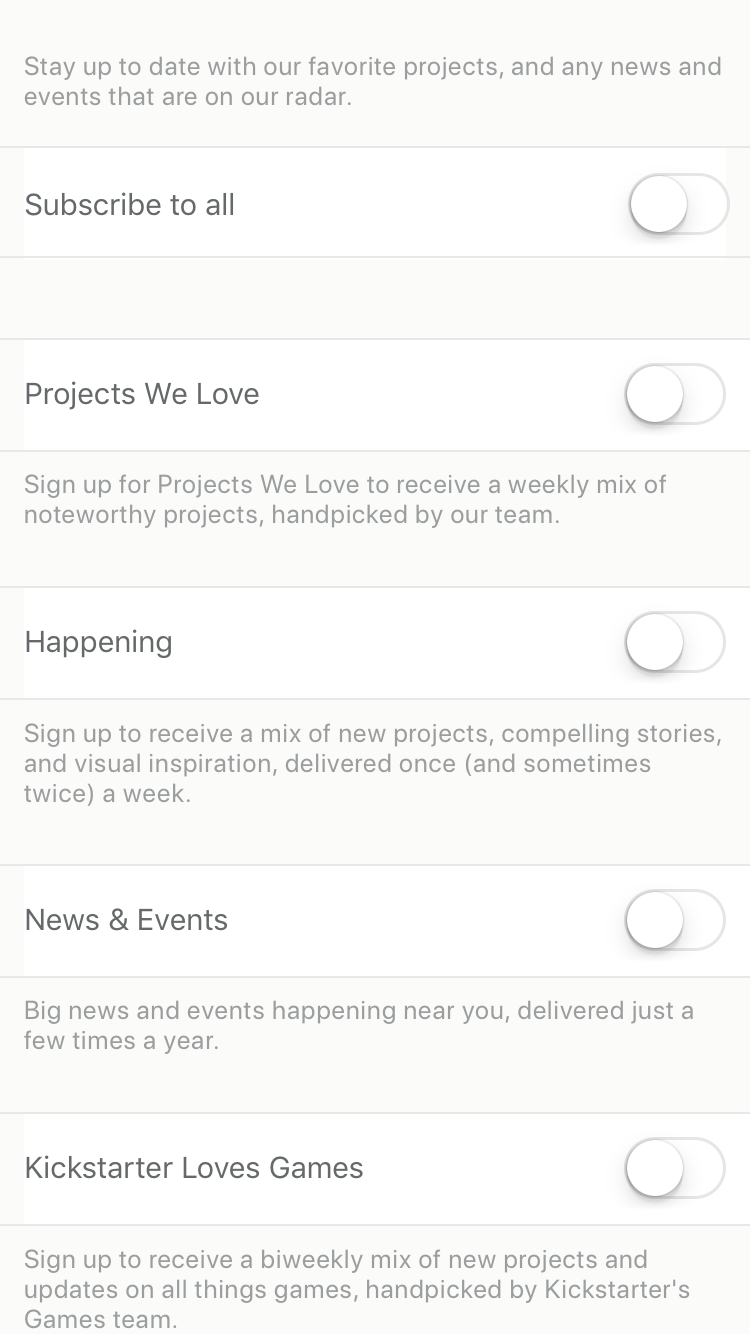 Stay up to date with our favorite projects, and any news and
events that are on our radar.
Subscribe to all
Projects We Love
Sign up for Projects We Love to receive a weekly mix of
noteworthy projects, handpicked by our team.
Happening
Sign up to receive a mix of new projects, compelling stories,
and visual inspiration, delivered once (and sometimes
twice) a week.
News & Events
Big news and events happening near you, delivered just a
few times a year.
Kickstarter Loves Games
Sign up to receive a biweekly mix of new projects and
updates on all things games, handpicked by Kickstarter's
Games team.